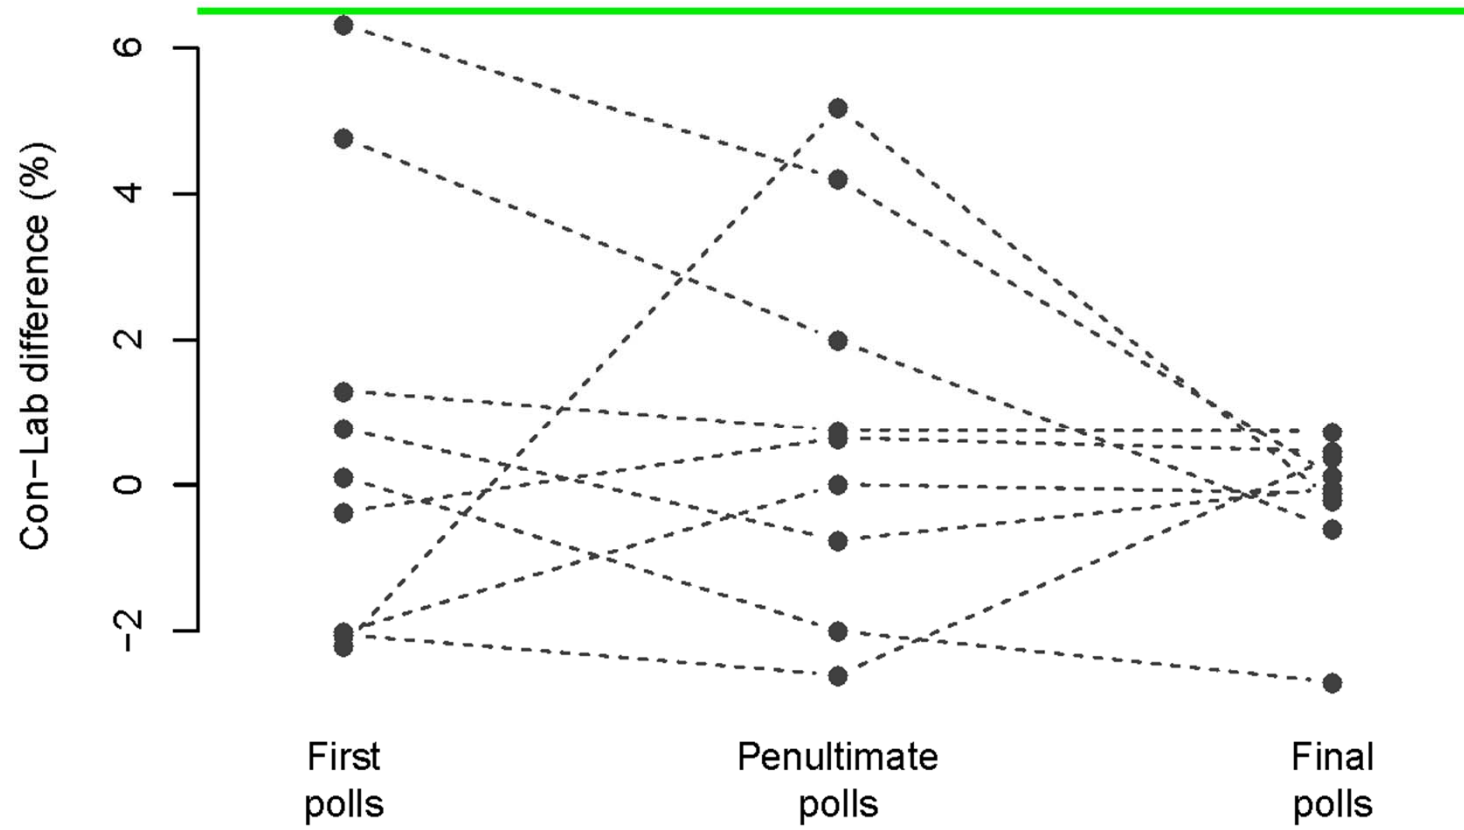 Con−Lab difference (%)
6
4
2
0
−2
First
polls
Penultimate
polls
Final
polls